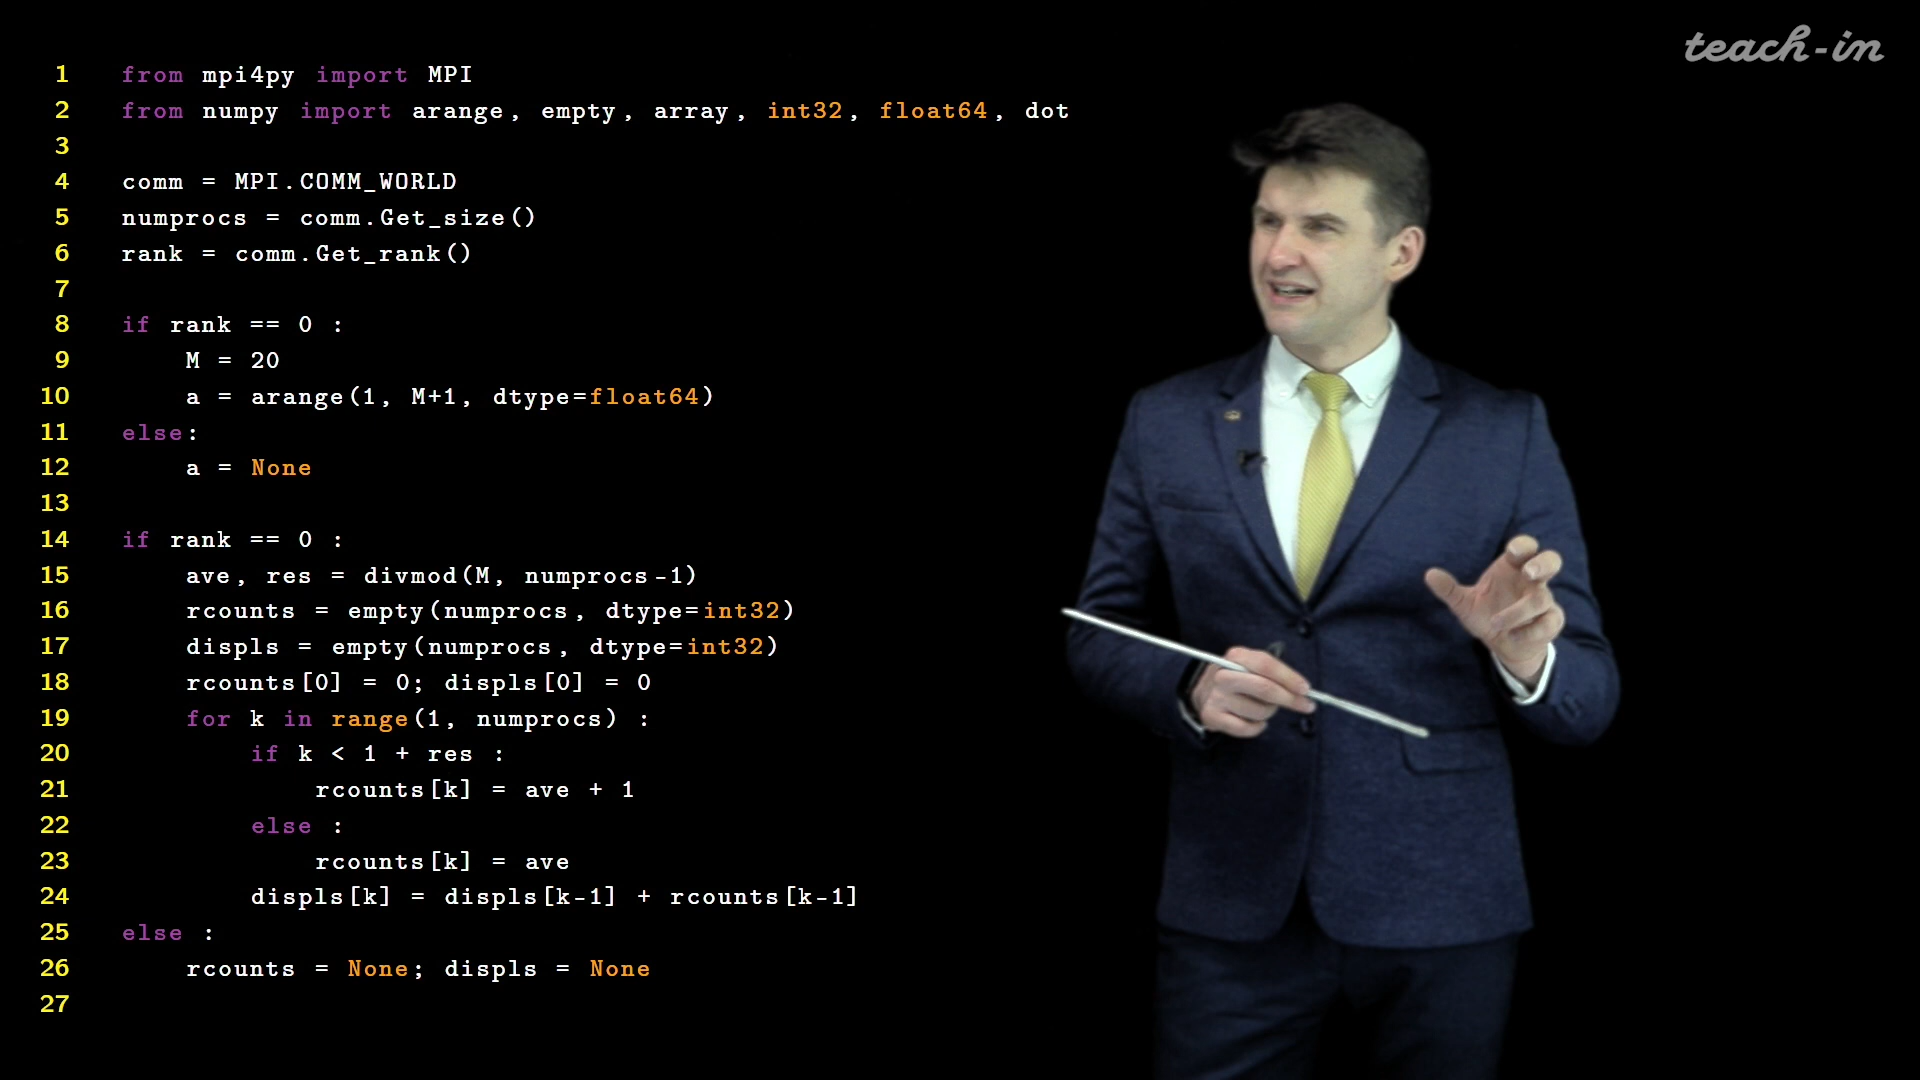 teach-in
1 from mpi4py import MPI
2 from numpy import arange, empty, array, int32, float64, dot
3
4 comm = MPI.COMM_WORLD
5 numprocs = comm.Get_size()
6 rank = comm.Get_rank()
7
8 if rank == 0 :
9     M = 20
10     a = arange(1, M+1, dtype=float64)
11 else:
12     a = None
13
14 if rank == 0 :
15     ave, res = divmod(M, numprocs-1)
16     rcounts = empty(numprocs, dtype=int32)
17     displs = empty(numprocs, dtype=int32)
18     rcounts[0] = 0; displs[0] = 0
19     for k in range(1, numprocs) :
20         if k < 1 + res :
21             rcounts[k] = ave + 1
22         else :
23             rcounts[k] = ave
24         displs[k] = displs[k-1] + rcounts[k-1]
25 else :
26     rcounts = None; displs = None
27